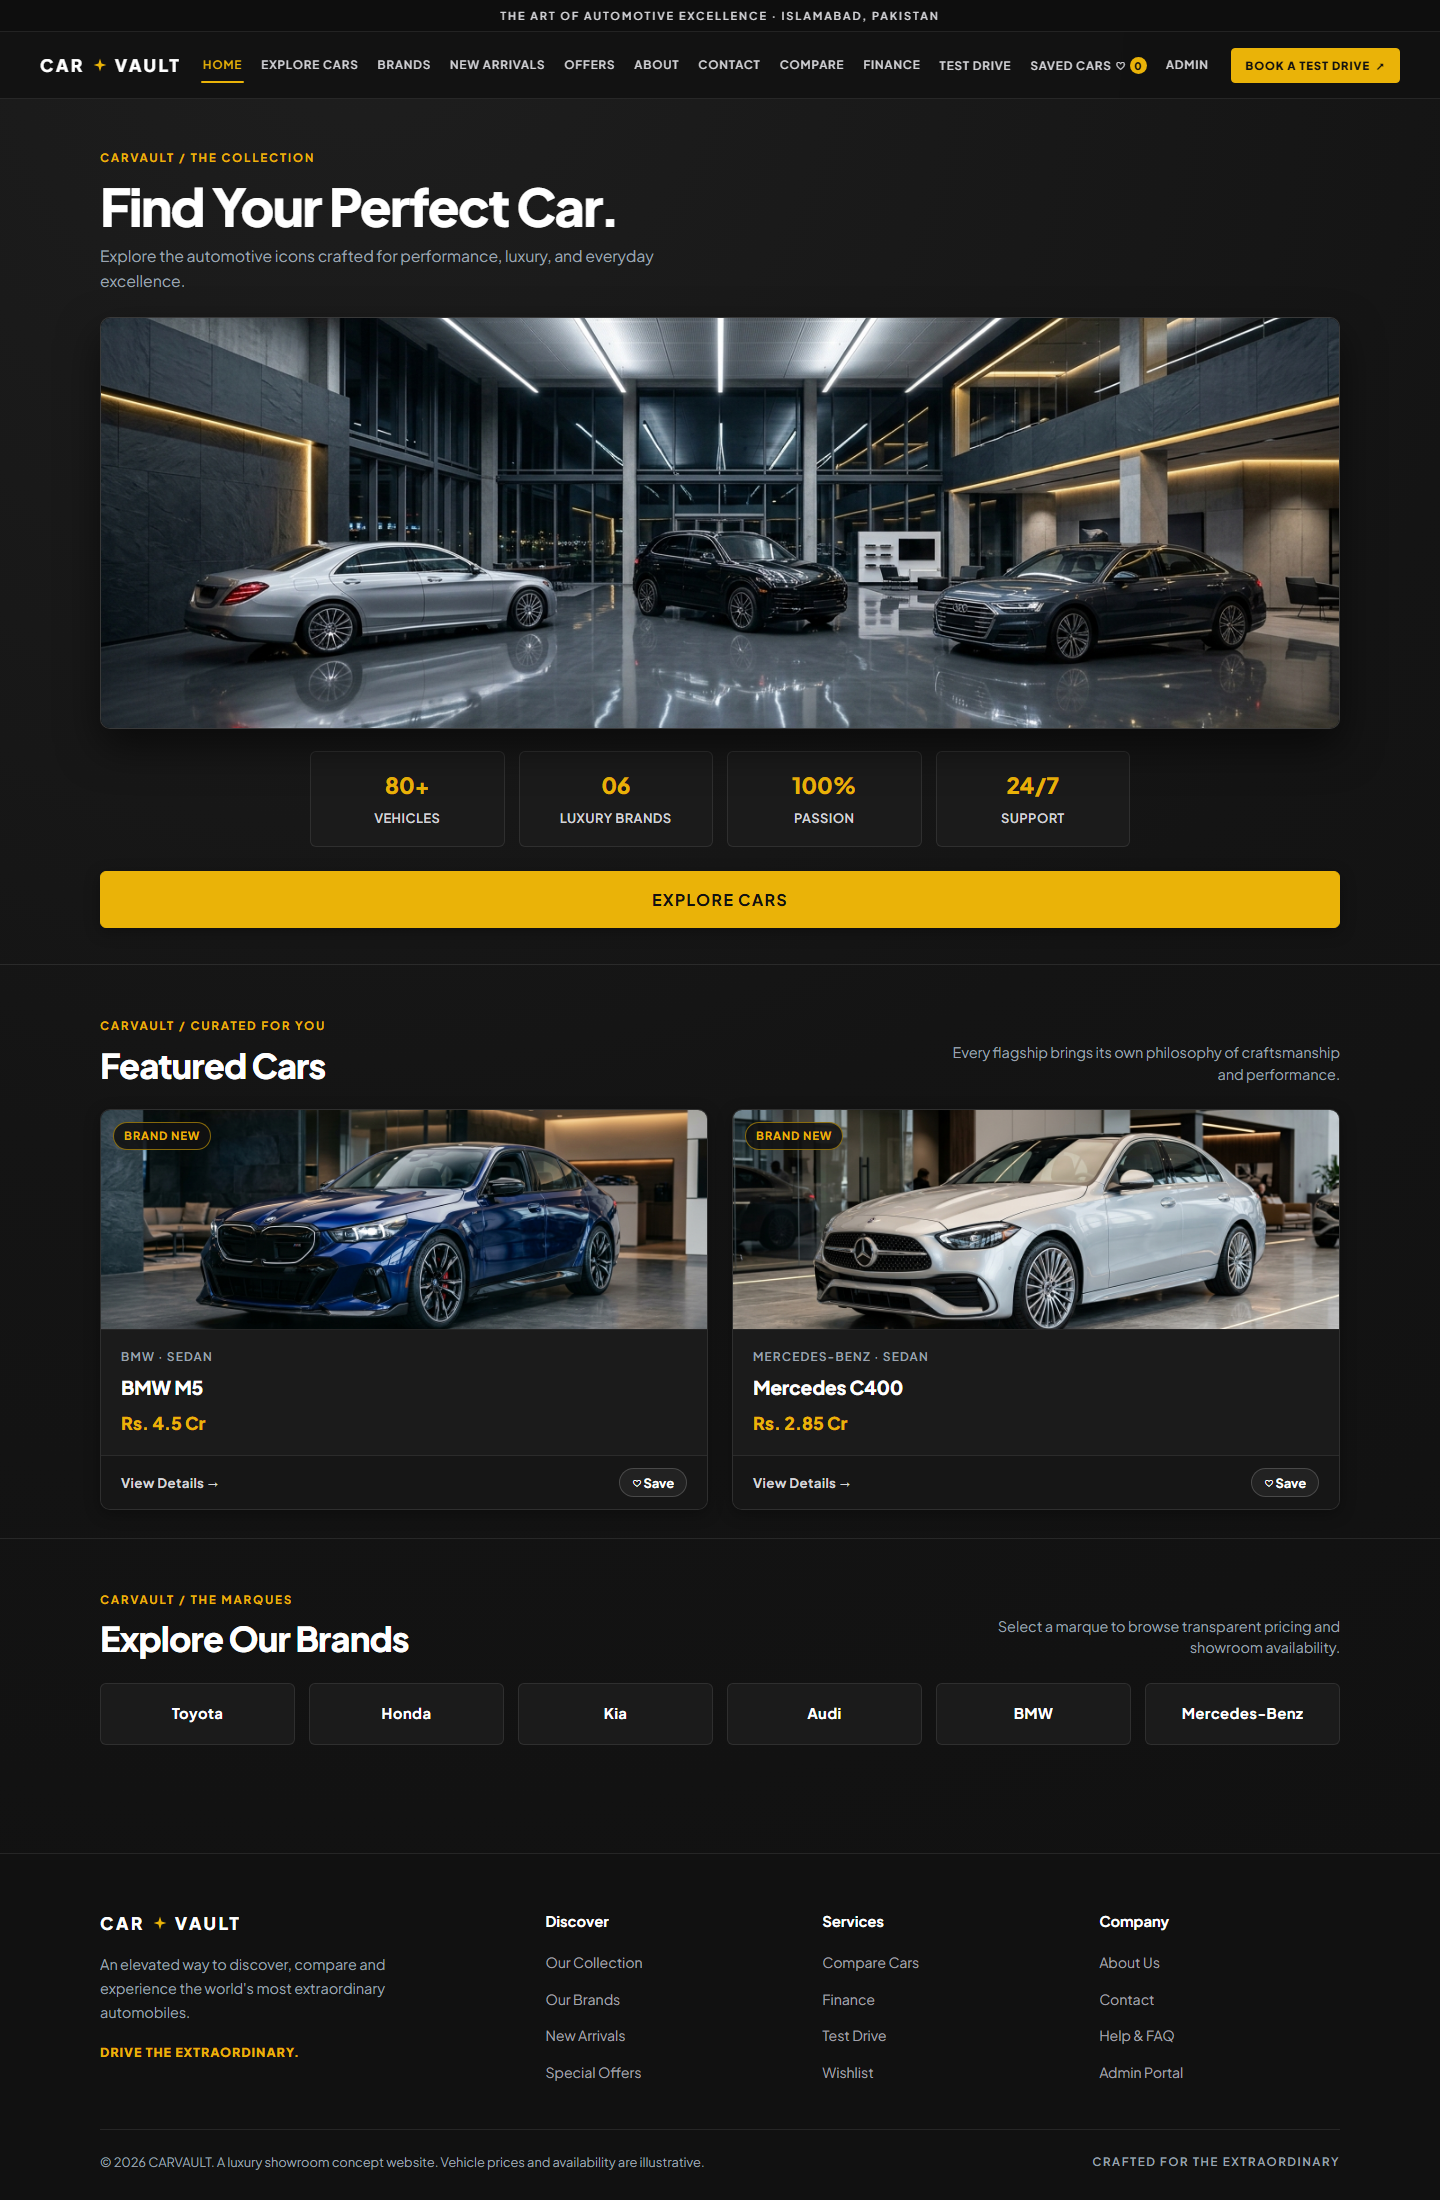 THE ART OF AUTOMOTIVE EXCELLENCE · ISLAMABAD, PAKISTAN
CAR ✦ VAULT HOME EXPLORE CARS BRANDS NEW ARRIVALS OFFERS ABOUT CONTACT COMPARE FINANCE TEST DRIVE SAVED CARS ♡ 0 ADMIN BOOK A TEST DRIVE ↗
CARVAULT / THE COLLECTION
Find Your Perfect Car.
Explore the automotive icons crafted for performance, luxury, and everyday
excellence.
80+ 06 100% 24/7
VEHICLES LUXURY BRANDS PASSION SUPPORT
EXPLORE CARS
CARVAULT / CURATED FOR YOU
Featured Cars
Every flagship brings its own philosophy of craftsmanship
and performance.
BRAND NEW BRAND NEW
BMW · SEDAN MERCEDES-BENZ · SEDAN
BMW M5 Mercedes C400
Rs. 4.5 Cr Rs. 2.85 Cr
View Details → ♡ Save View Details → ♡ Save
CARVAULT / THE MARQUES
Explore Our Brands
Select a marque to browse transparent pricing and
showroom availability.
Toyota Honda Kia Audi BMW Mercedes-Benz
CAR ✦ VAULT
An elevated way to discover, compare and
experience the world's most extraordinary
automobiles.
DRIVE THE EXTRAORDINARY.
Discover
Our Collection
Our Brands
New Arrivals
Special Offers
Services
Compare Cars
Finance
Test Drive
Wishlist
Company
About Us
Contact
Help & FAQ
Admin Portal
© 2026 CARVAULT. A luxury showroom concept website. Vehicle prices and availability are illustrative.
CRAFTED FOR THE EXTRAORDINARY